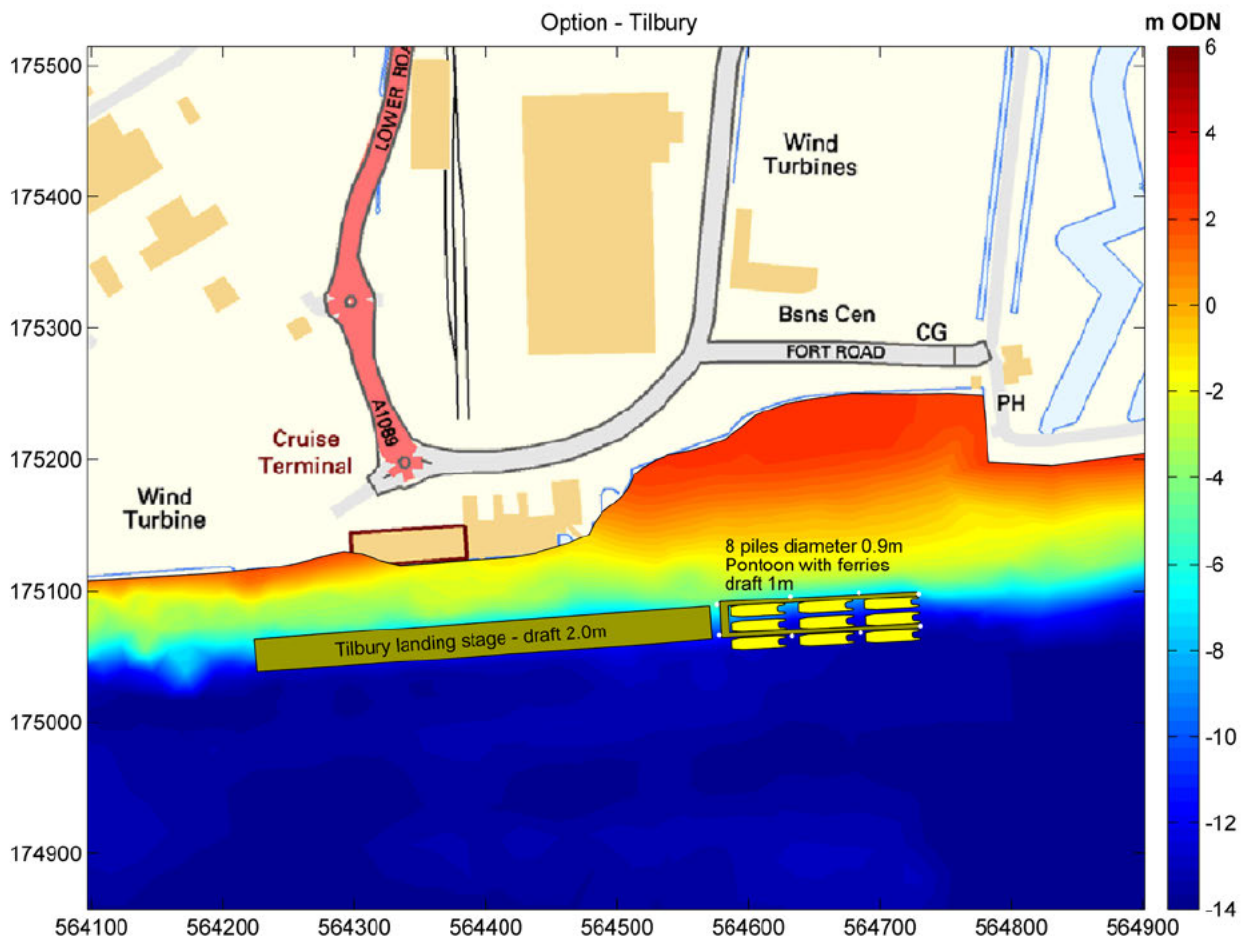 Option - Tilbury
m ODN
175500
175400
175300
175200
175100
175000
174900
564100
564200
564300
564400
564500
564600
564700
564800
564900
6
4
2
0
-2
-4
-6
-8
-10
-12
-14
LOWER ROA
Wind
Turbines
Bsns Cen
CG
FORT ROAD
PH
A1089
Cruise
Terminal
Wind
Turbine
8 piles diameter 0.9m
Pontoon with ferries
draft 1m
Tilbury landing stage - draft 2.0m